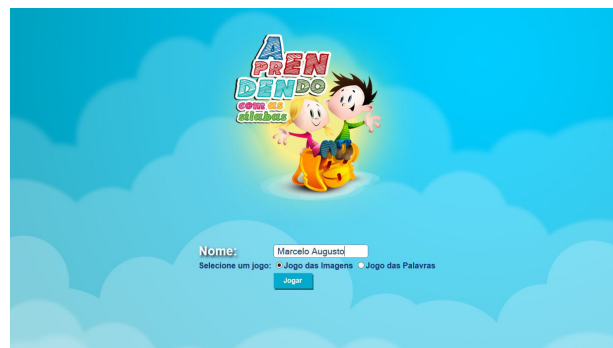 A
PREN
DENDO
com as
sílabas
Nome: Marcelo Augusto
Selecione um jogo: Jogo das Imagens Jogo das Palavras
Jogar